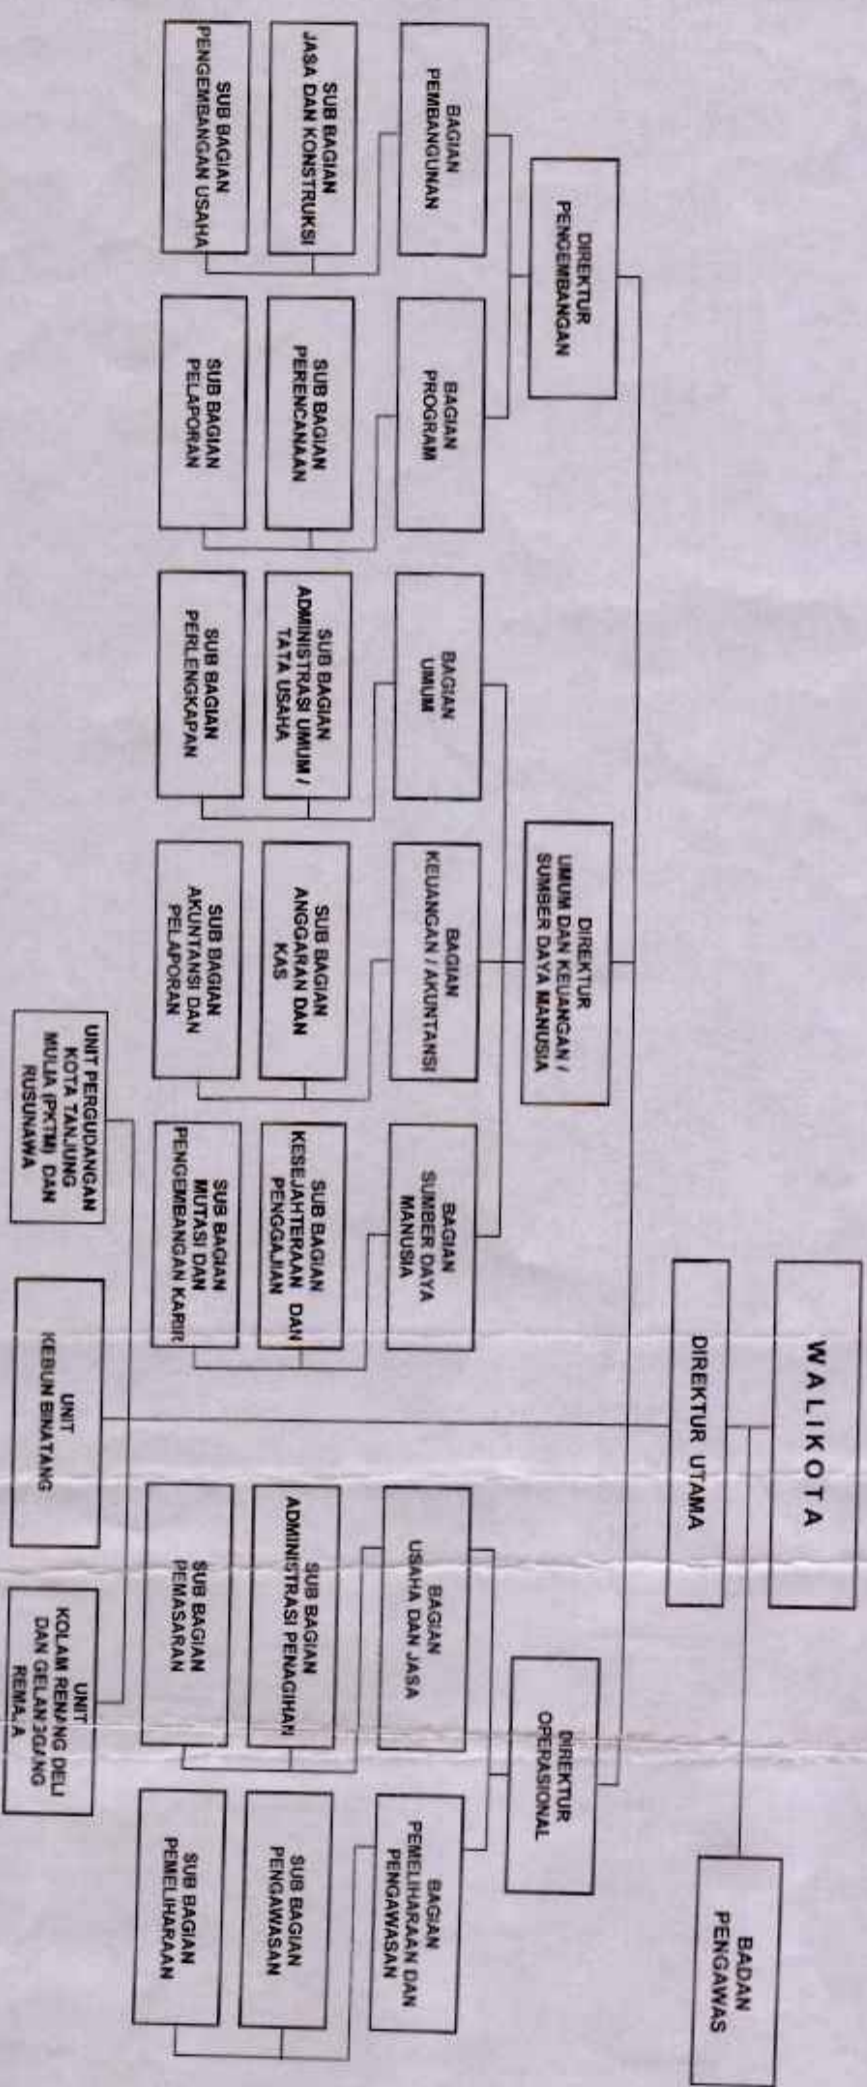 WALIKOTA
BADAN
PENGAWAS
DIREKTUR UTAMA
DIREKTUR
PENGEMBANGAN
DIREKTUR
UMUM DAN KEUANGAN /
SUMBER DAYA MANUSIA
DIREKTUR
OPERASIONAL
BAGIAN
PEMBANGUNAN
BAGIAN
PROGRAM
BAGIAN
UMUM
BAGIAN
KEUANGAN / AKUNTANSI
BAGIAN
SUMBER DAYA
MANUSIA
BAGIAN
USAHA DAN JASA
BAGIAN
PEMELIHARAAN DAN
PENGAWASAN
SUB BAGIAN
JASA DAN KONSTRUKSI
SUB BAGIAN
PERENCANAAN
SUB BAGIAN
ADMINISTRASI UMUM /
TATA USAHA
SUB BAGIAN
ANGGARAN DAN
KAS
SUB BAGIAN
KESEJAHTERAAN DAN
PENGGAJIAN
SUB BAGIAN
ADMINISTRASI PENAGIHAN
SUB BAGIAN
PENGAWASAN
SUB BAGIAN
PENGEMBANGAN USAHA
SUB BAGIAN
PELAPORAN
SUB BAGIAN
PERLENGKAPAN
SUB BAGIAN
AKUNTANSI DAN
PELAPORAN
SUB BAGIAN
MUTASI DAN
PENGEMBANGAN KARIR
SUB BAGIAN
PEMASARAN
SUB BAGIAN
PEMELIHARAAN
UNIT PERGUDANGAN
KOTA TANJUNG
MULIA (PKTM) DAN
RUSUNAWA
UNIT
KEBUN BINATANG
UNIT
KOLAM RENANG DELI
DAN GELANGGANG
REMAJA